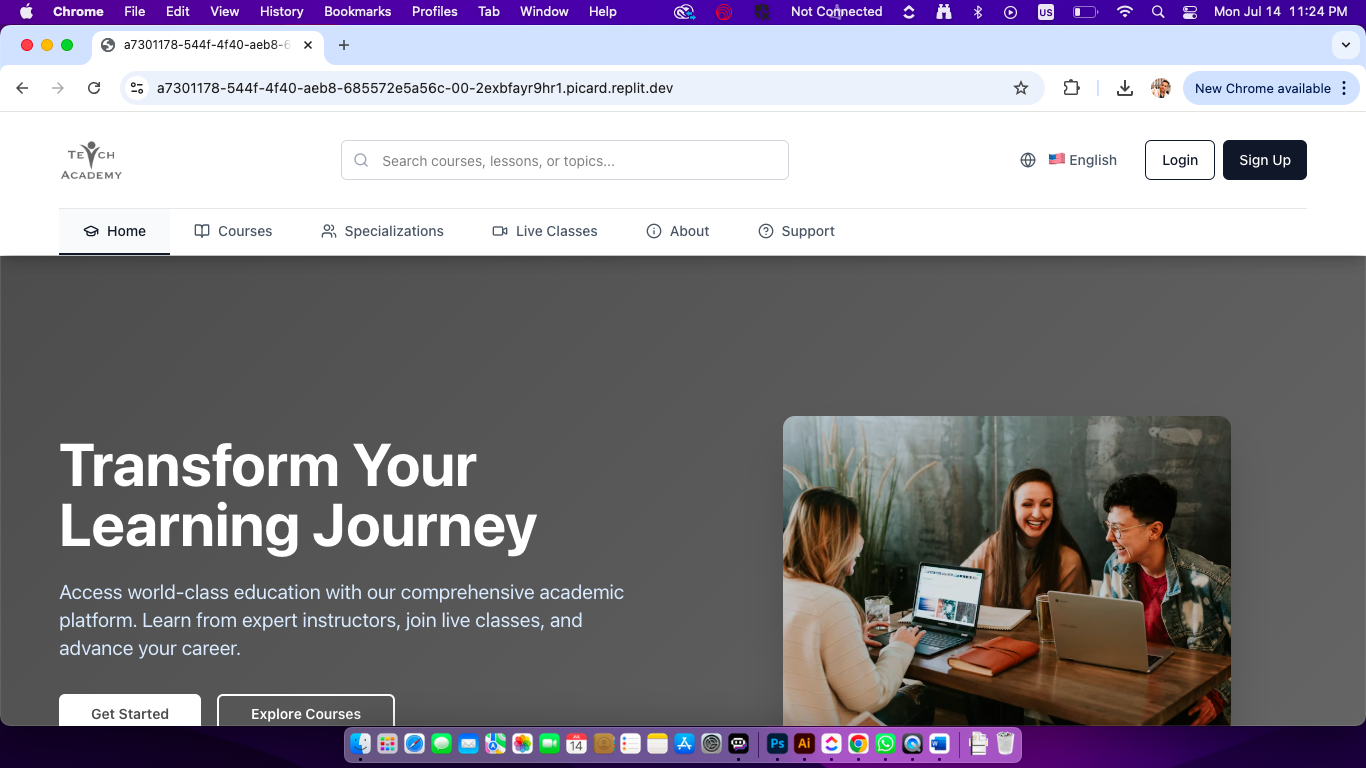 Chrome File Edit View History Bookmarks Profiles Tab Window Help Not Connected US Mon Jul 14 11:24 PM
a7301178-544f-4f40-aeb8-6
a7301178-544f-4f40-aeb8-685572e5a56c-00-2exbfayr9hr1.picard.replit.dev
New Chrome available
TEYCH
ACADEMY
Search courses, lessons, or topics...
English
Login
Sign Up
Home
Courses
Specializations
Live Classes
About
Support
Transform Your
Learning Journey
Access world-class education with our comprehensive academic
platform. Learn from expert instructors, join live classes, and
advance your career.
Get Started
Explore Courses
14
Ps
Ai
W